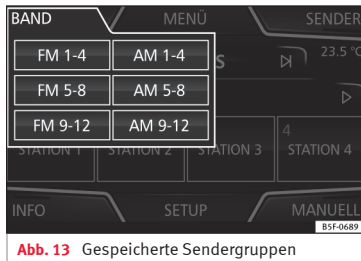 BAND MENÜ SENDER
FM 1-4 AM 1-4 S 23.5 °C
FM 5-8 AM 5-8
FM 9-12 AM 9-12 4
STATION 1 STATION 2 STATION 3 STATION 4
INFO SETUP MANUELL
B5F-0689
Abb. 13 Gespeicherte Sendergruppen